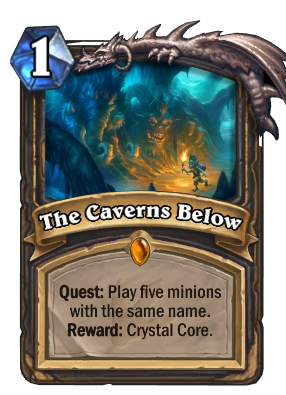 1
The Caverns Below
Quest: Play five minions
with the same name.
Reward: Crystal Core.